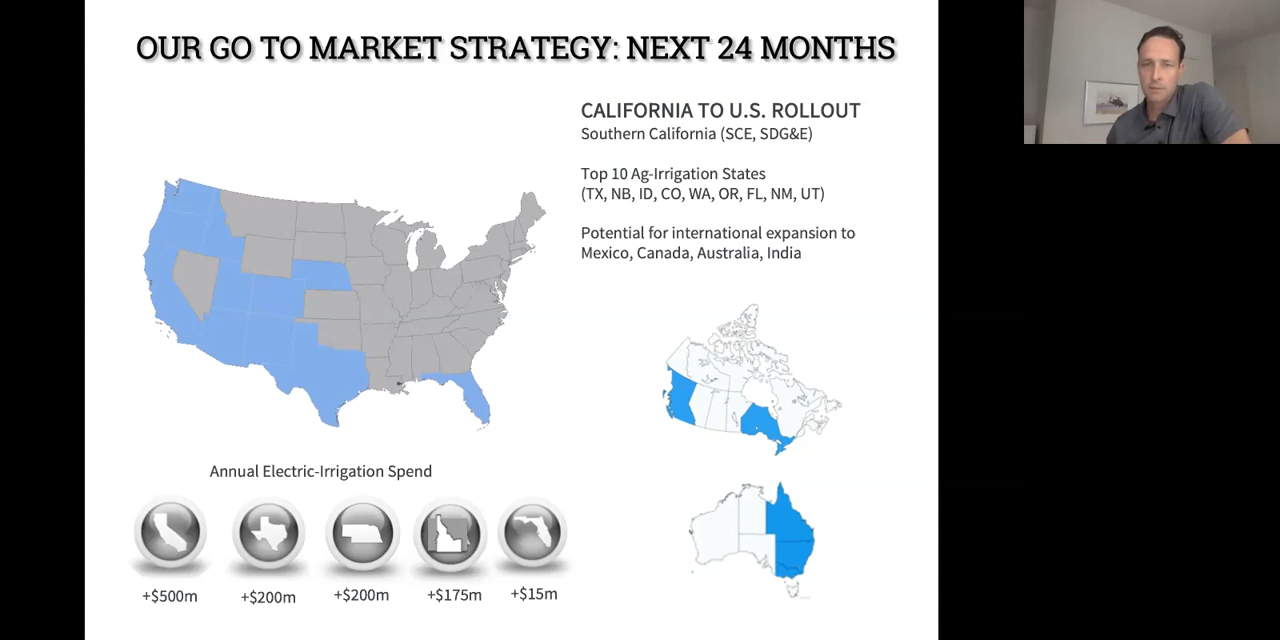 OUR GO TO MARKET STRATEGY: NEXT 24 MONTHS
CALIFORNIA TO U.S. ROLLOUT
Southern California (SCE, SDG&E)
Top 10 Ag-Irrigation States
(TX, NB, ID, CO, WA, OR, FL, NM, UT)
Potential for international expansion to
Mexico, Canada, Australia, India
Annual Electric-Irrigation Spend
+$500m
+$200m
+$200m
+$175m
+$15m